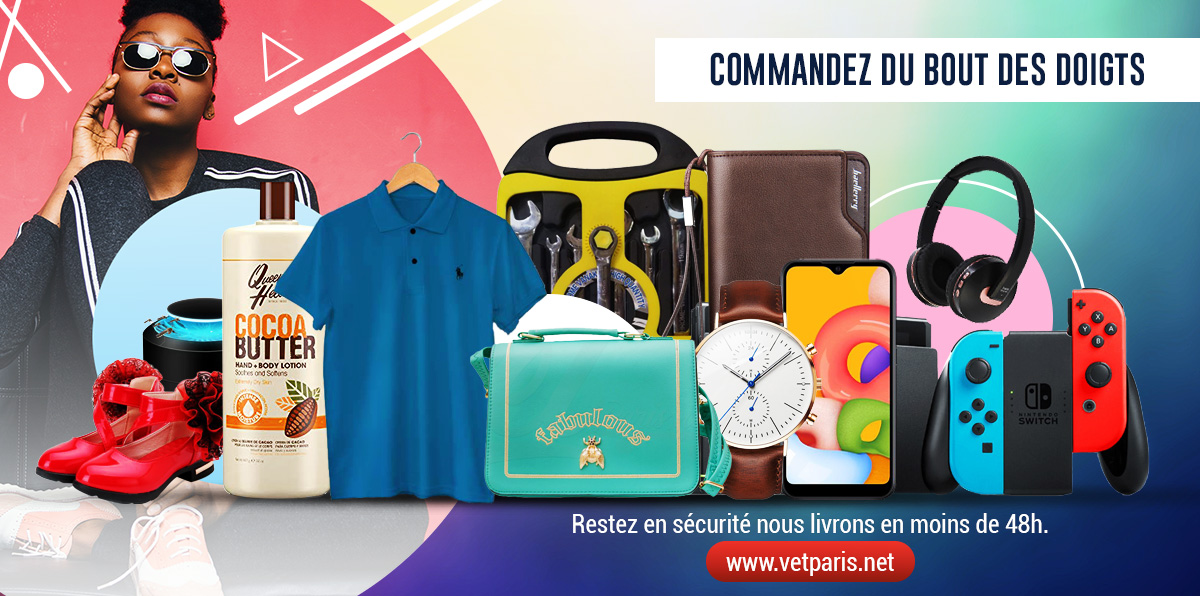 COMMANDEZ DU BOUT DES DOIGTS
Queen
COCOA
BUTTER
HAND + BODY LOTION
Soothes and Softens
fabulous
baellerry
60
X
Y
A
B
NINTENDO
SWITCH
Restez en sécurité nous livrons en moins de 48h.
www.vetparis.net